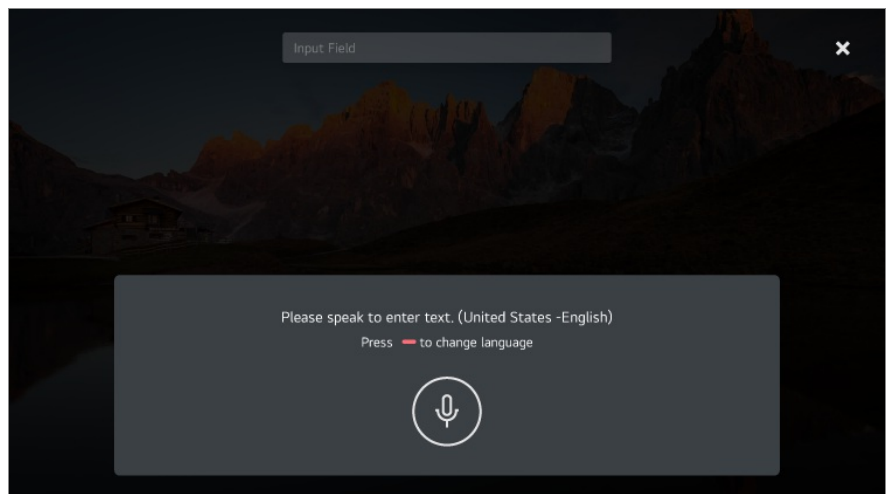 Input Field
Please speak to enter text. (United States -English)
Press to change language